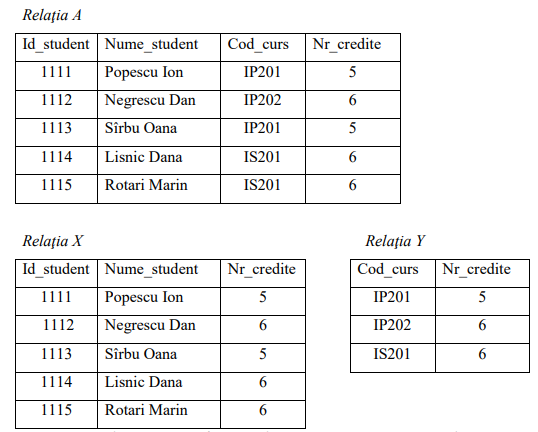 Relaţia A
Id_student Nume_student Cod_curs Nr_credite
1111 Popescu Ion IP201 5
1112 Negrescu Dan IP202 6
1113 Sîrbu Oana IP201 5
1114 Lisnic Dana IS201 6
1115 Rotari Marin IS201 6
Relaţia X
Id_student Nume_student Nr_credite
1111 Popescu Ion 5
1112 Negrescu Dan 6
1113 Sîrbu Oana 5
1114 Lisnic Dana 6
1115 Rotari Marin 6
Relaţia Y
Cod_curs Nr_credite
IP201 5
IP202 6
IS201 6